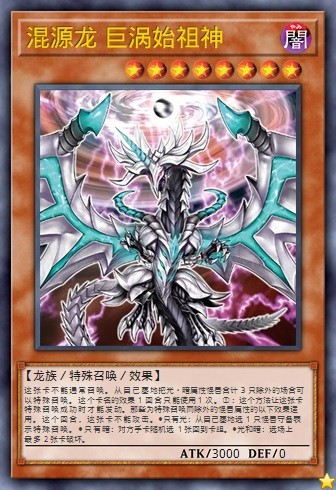 混源龙 巨涡始祖神
闇
【龙族/特殊召唤/效果】
这张卡不能通常召唤。从自己墓地把光·暗属性怪兽合计3只除外的场合可
以特殊召唤。这个卡名的效果1回合只能使用1次。①：这个方法让这张卡
特殊召唤成功时才能发动。那些为特殊召唤而除外的怪兽属性的以下效果适
用。这个回合，这张卡不能攻击。●只有光：从自己墓地选1只怪兽守备表
示特殊召唤。●只有暗：对方手卡随机选1张回到卡组。●光和暗：选场上
最多2张卡破坏。
ATK/3000 DEF/0